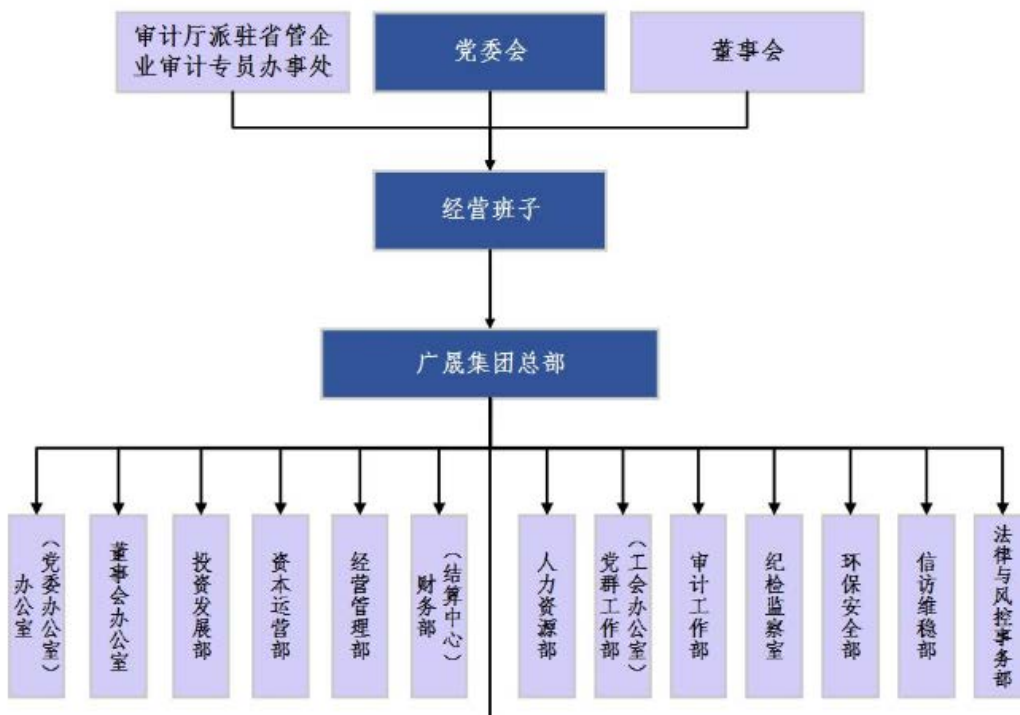 审计厅派驻省管企
业审计专员办事处
党委会
董事会
经营班子
广晟集团总部
办公室
（党委办公室）
董事会办公室
投资发展部
资本运营部
经营管理部
财务部
（结算中心）
人力资源部
党群工作部
（工会办公室）
审计工作部
纪检监察室
环保安全部
信访维稳部
法律与风控事务部